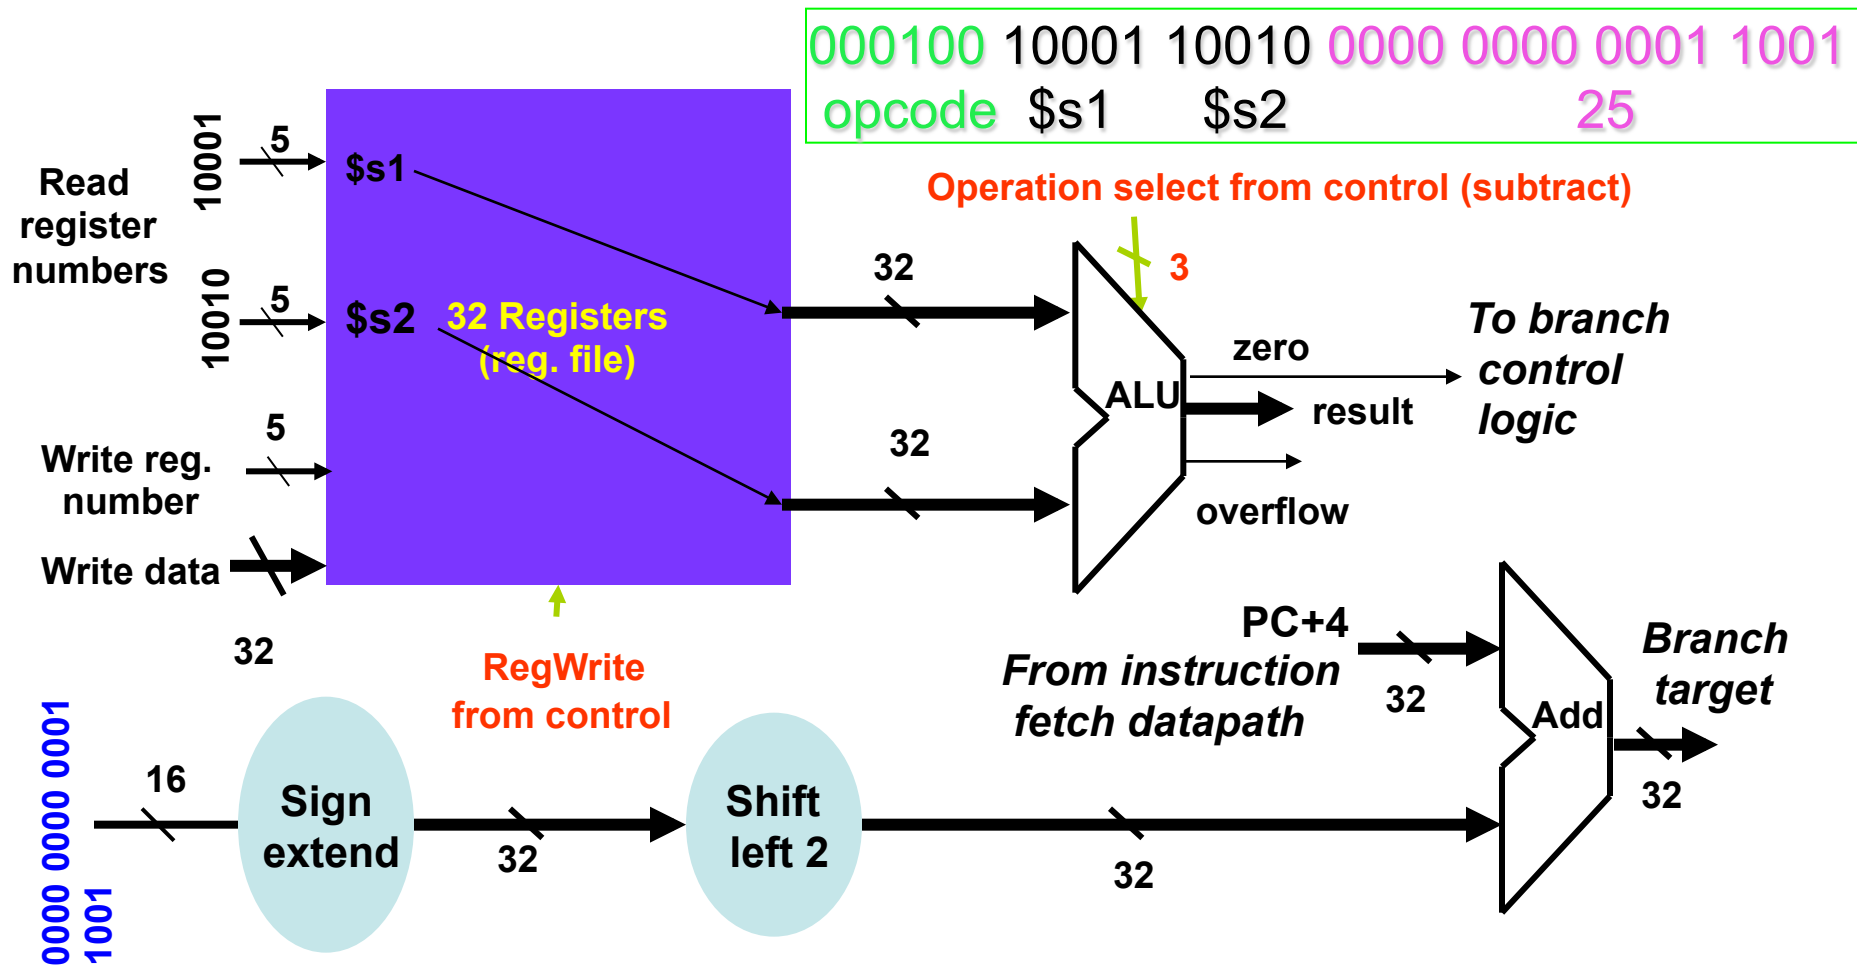 000100 10001 10010 0000 0000 0001 1001
opcode $s1 $s2 25
Operation select from control (subtract)
3
Read
register
numbers
10001
5
$s1
10010
5
$s2
32 Registers
(reg. file)
32
32
ALU
zero
result
overflow
To branch
control
logic
Write reg.
number
5
Write data
32
RegWrite
from control
PC+4
From instruction
fetch datapath
32
Add
Branch
target
32
0000 0000 0001
1001
16
Sign
extend
32
Shift
left 2
32